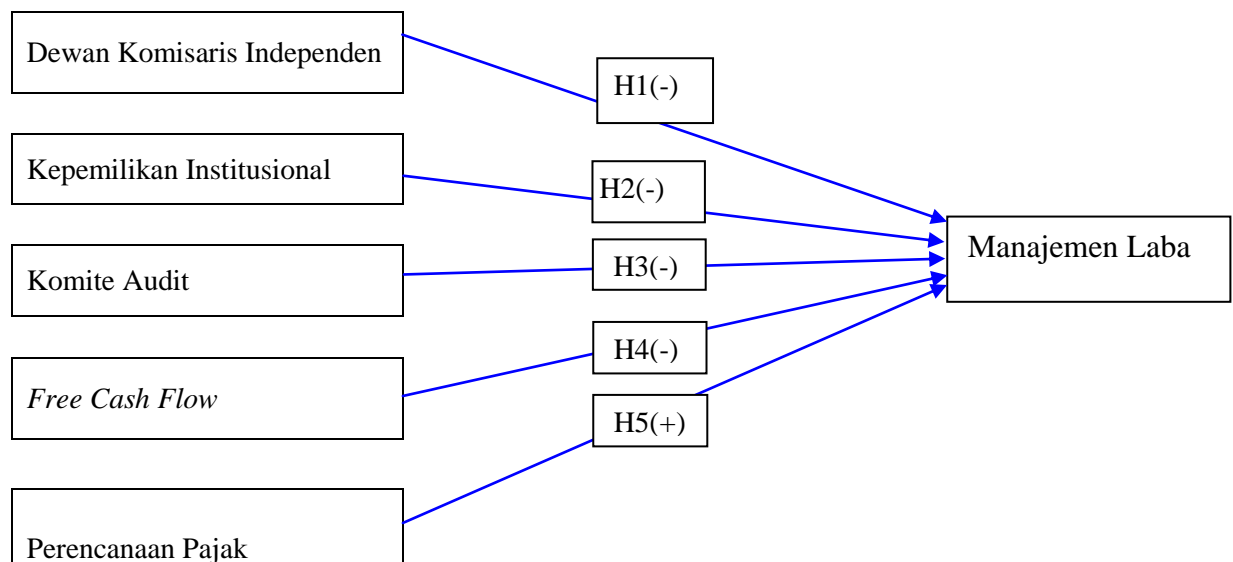 Dewan Komisaris Independen
H1(-)
Kepemilikan Institusional
H2(-)
Manajemen Laba
Komite Audit
H3(-)
H4(-)
Free Cash Flow
H5(+)
Perencanaan Pajak